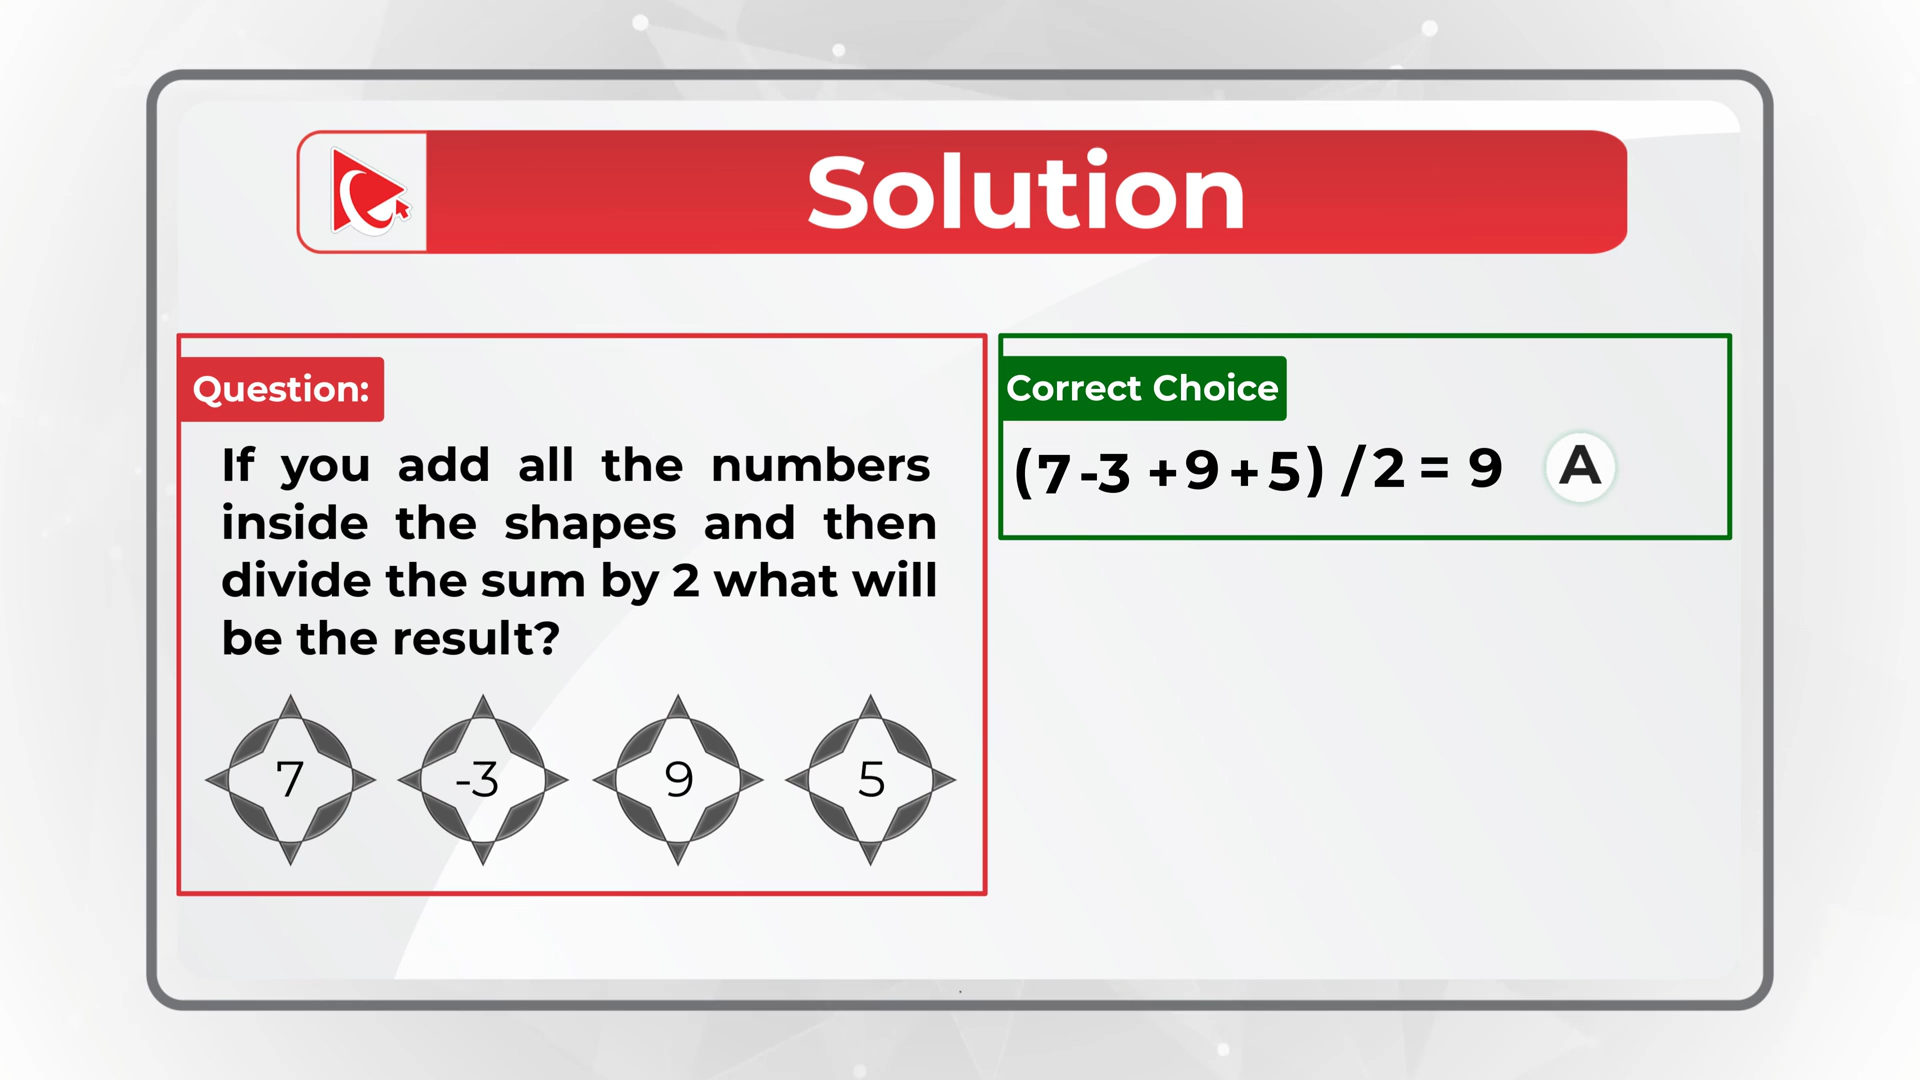 Solution
Question:
If you add all the numbers
inside the shapes and then
divide the sum by 2 what will
be the result?
7 -3 9 5
Correct Choice
(7-3 +9+5) /2 = 9 A